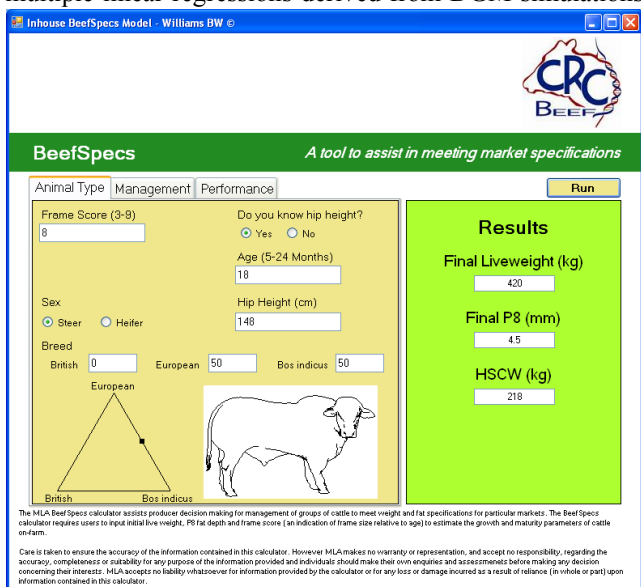 multiple linear regressions derived from DGM simulations
Inhouse BeefSpecs Model - Williams BW ©
CRC
BEEF
BeefSpecs
A tool to assist in meeting market specifications
Animal Type Management Performance
Run
Frame Score (3-9)
8
Do you know hip height?
Yes No
Age (5-24 Months)
18
Sex
Steer Heifer
Hip Height (cm)
148
Breed
British 0 European 50 Bos indicus 50
European
British Bos indicus
Results
Final Liveweight (kg)
420
Final P8 (mm)
4.5
HSCW (kg)
218
The MLA BeefSpecs calculator assists producer decision making for management of groups of cattle to meet weight and fat specifications for particular markets. The BeefSpecs
calculator requires users to input initial live weight, P8 fat depth and frame score (an indication of frame size relative to age) to estimate the growth and maturity parameters of cattle
on-farm.
Care is taken to ensure the accuracy of the information contained in this calculator. However MLA makes no warranty or representation, and accept no responsibility, regarding the
accuracy, completeness or suitability for any purpose of the information provided and individuals should make their own enquiries and assessements before making any decision
concerning their interests. MLA accepts no liability whatsoever for information provided by the calculator or for any loss or damage incurred as a result of reliance (in whole or part) upon
information contained in this calculator.